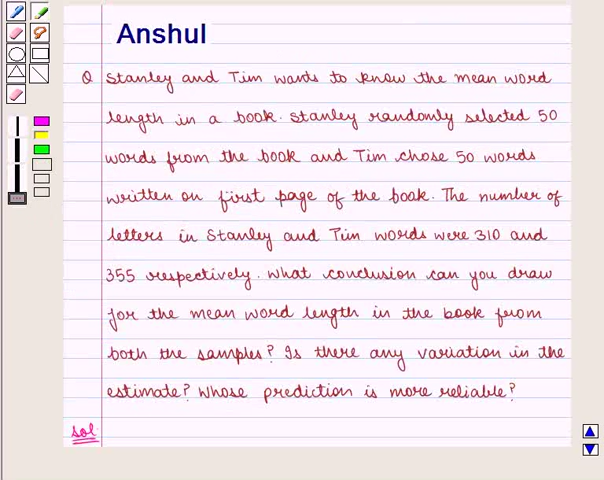 Anshul
Q Stanley and Tim wants to know the mean word
length in a book. Stanley randomly selected 50
words from the book and Tim chose 50 words
written on first page of the book. The number of
letters in Stanley and Tim words were 310 and
355 respectively. What conclusion can you draw
for the mean word length in the book from
both the samples? Is there any variation in the
estimate? Whose prediction is more reliable?
Sol